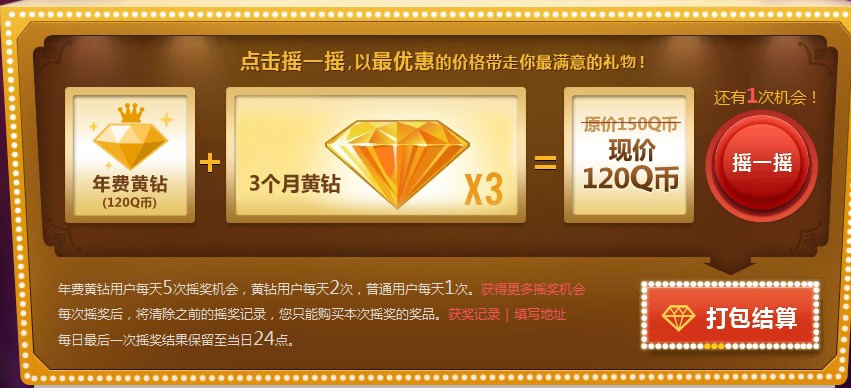 点击摇一摇,以最优惠的价格带走你最满意的礼物！
还有1次机会！
年费黄钻
(120Q币)
+
3个月黄钻
X3
=
原价150Q币
现价
120Q币
摇一摇
年费黄钻用户每天5次摇奖机会，黄钻用户每天2次，普通用户每天1次。获得更多摇奖机会
每次摇奖后，将清除之前的摇奖记录，您只能购买本次摇奖的奖品。获奖记录 | 填写地址
每日最后一次摇奖结果保留至当日24点。
打包结算